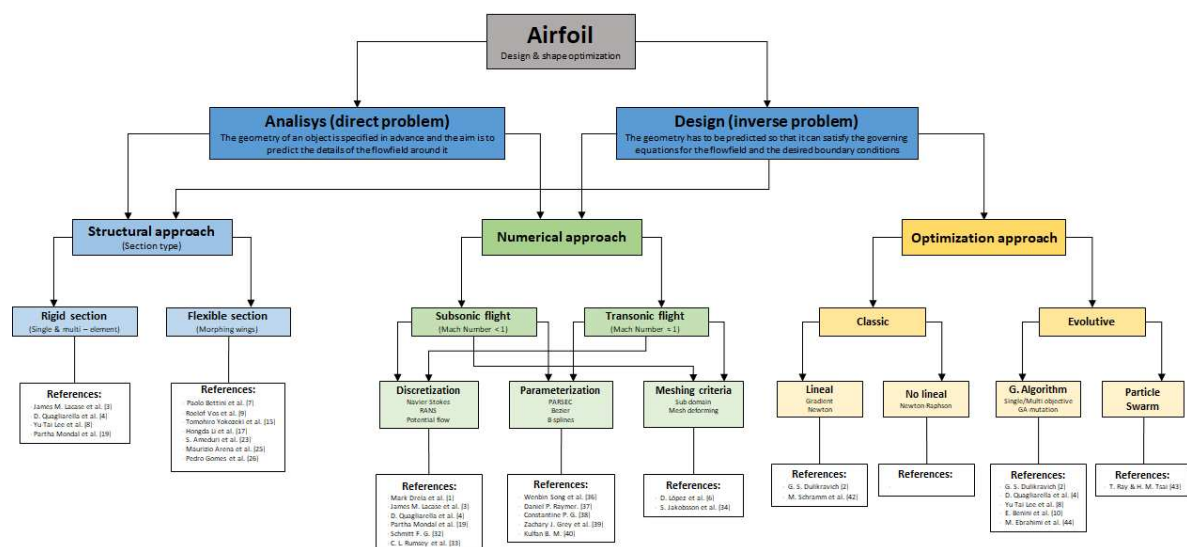 Airfoil
Design & shape optimization
Analisys (direct problem)
The geometry of an object is specified in advance and the aim is to
predict the details of the flowfield around it
Design (inverse problem)
The geometry has to be predicted so that it can satisfy the governing
equations for the flowfield and the desired boundary conditions
Structural approach
(Section type)
Numerical approach
Optimization approach
Rigid section
(Single & multi – element)
Flexible section
(Morphing wings)
Subsonic flight
(Mach Number < 1)
Transonic flight
(Mach Number ≈ 1)
Classic
Evolutive
Discretization
Navier Stokes
RANS
Potential flow
Parameterization
PARSEC
Bezier
B-splines
Meshing criteria
Sub domain
Mesh deforming
Lineal
Gradient
Newton
No lineal
Newton-Raphson
G. Algorithm
Single/Multi objective
GA mutation
Particle
Swarm
References:
· James M. Lacase et al. [3]
· D. Quagliarella et al. [4]
· Yu Tai Lee et al. [8]
· Partha Mondal et al. [19]
References:
· Paolo Bettini et al. [7]
· Roelof Vos et al. [9]
· Tomohiro Yokozeki et al. [15]
· Hongda Li et al. [17]
· S. Ameduri et al. [23]
· Maurizio Arena et al. [25]
· Pedro Gomes et al. [26]
References:
· Mark Drela et al. [1]
· James M. Lacase et al. [3]
· D. Quagliarella et al. [4]
· Partha Mondal et al. [19]
· Schmitt F. G. [32]
· C. L. Rumsey et al. [33]
References:
· Wenbin Song et al. [36]
· Daniel P. Raymer. [37]
· Constantine P. G. [38]
· Zachary J. Grey et al. [39]
· Kulfan B. M. [40]
References:
· D. López et al. [6]
· S. Jakobsson et al. [34]
References:
· G. S. Dulikravich [2]
· M. Schramm et al. [42]
References:
References:
· G. S. Dulikravich [2]
· D. Quagliarella et al. [4]
· Yu Tai Lee et al. [8]
· E. Benini et al. [10]
· M. Ebrahimi et al. [44]
References:
· T. Ray & H. M. Tsai [43]